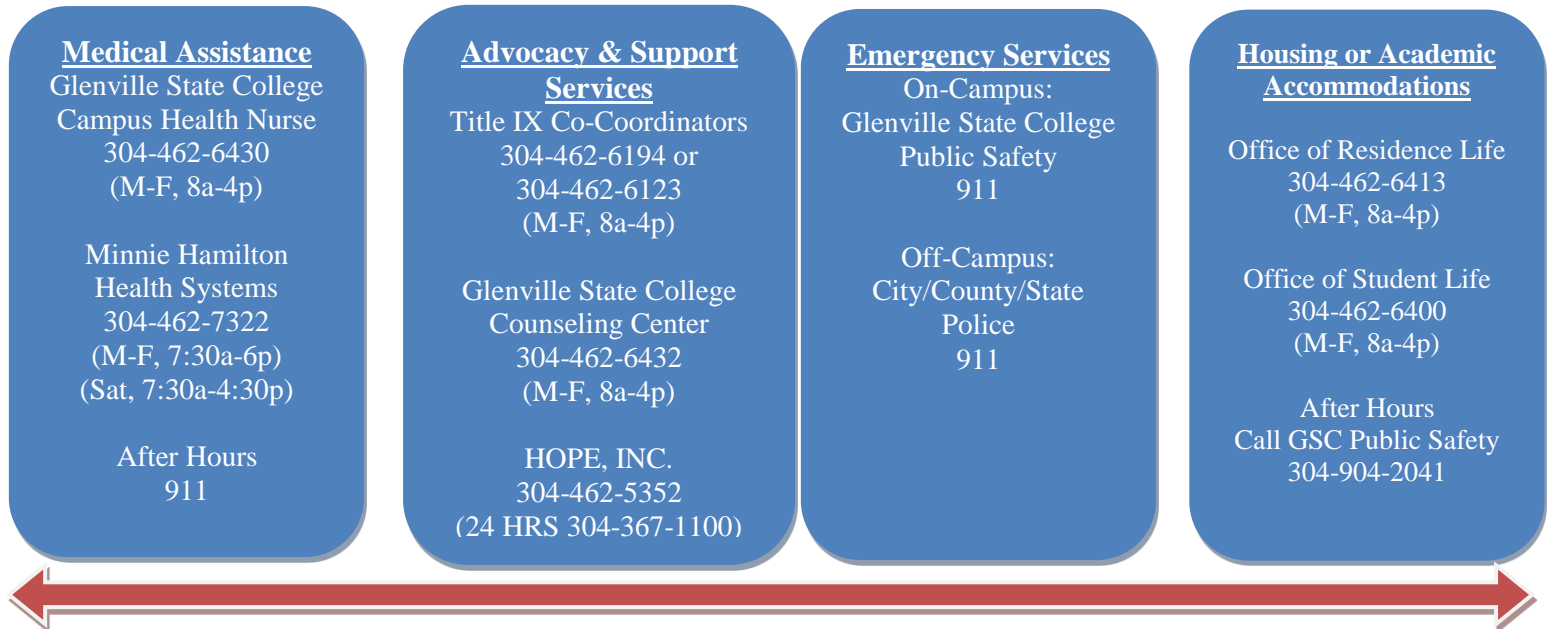 Medical Assistance
Glenville State College
Campus Health Nurse
304-462-6430
(M-F, 8a-4p)
Minnie Hamilton
Health Systems
304-462-7322
(M-F, 7:30a-6p)
(Sat, 7:30a-4:30p)
After Hours
911
Advocacy & Support
Services
Title IX Co-Coordinators
304-462-6194 or
304-462-6123
(M-F, 8a-4p)
Glenville State College
Counseling Center
304-462-6432
(M-F, 8a-4p)
HOPE, INC.
304-462-5352
(24 HRS 304-367-1100)
Emergency Services
On-Campus:
Glenville State College
Public Safety
911
Off-Campus:
City/County/State
Police
911
Housing or Academic
Accommodations
Office of Residence Life
304-462-6413
(M-F, 8a-4p)
Office of Student Life
304-462-6400
(M-F, 8a-4p)
After Hours
Call GSC Public Safety
304-904-2041